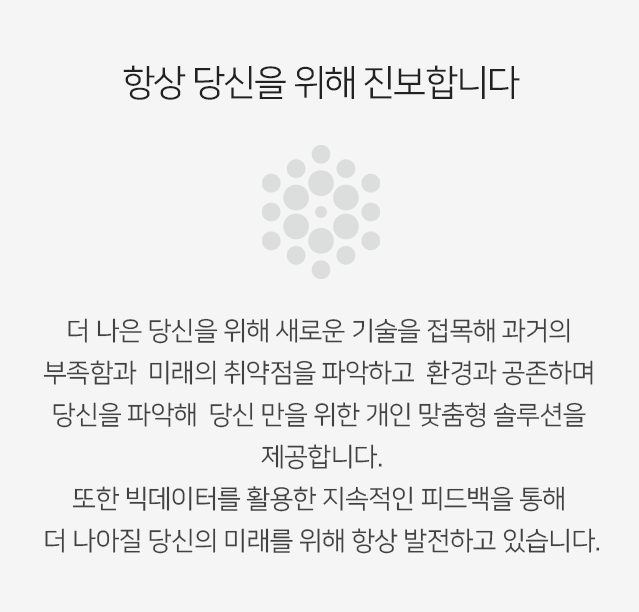 항상 당신을 위해 진보합니다
더 나은 당신을 위해 새로운 기술을 접목해 과거의
부족함과 미래의 취약점을 파악하고 환경과 공존하며
당신을 파악해 당신 만을 위한 개인 맞춤형 솔루션을
제공합니다.
또한 빅데이터를 활용한 지속적인 피드백을 통해
더 나아질 당신의 미래를 위해 항상 발전하고 있습니다.